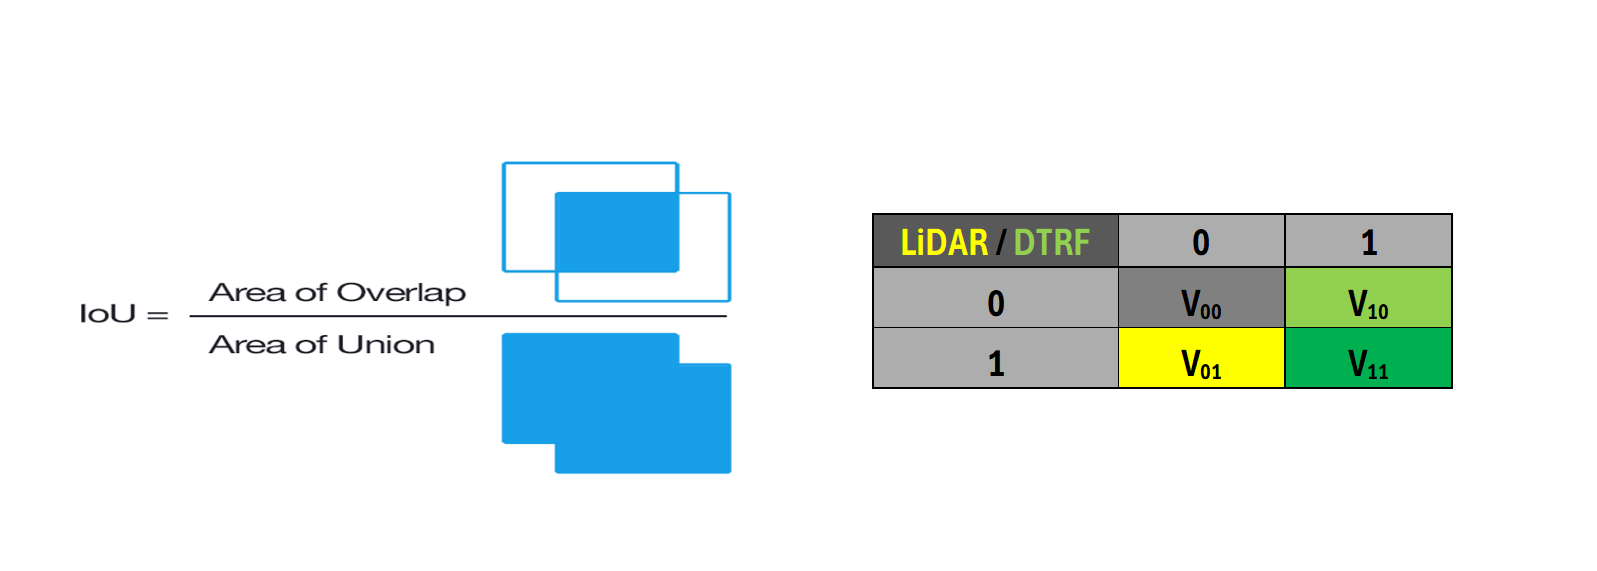 IoU = Area of Overlap
Area of Union
LiDAR / DTRF 0 1
0 V₀₀ V₁₀
1 V₀₁ V₁₁